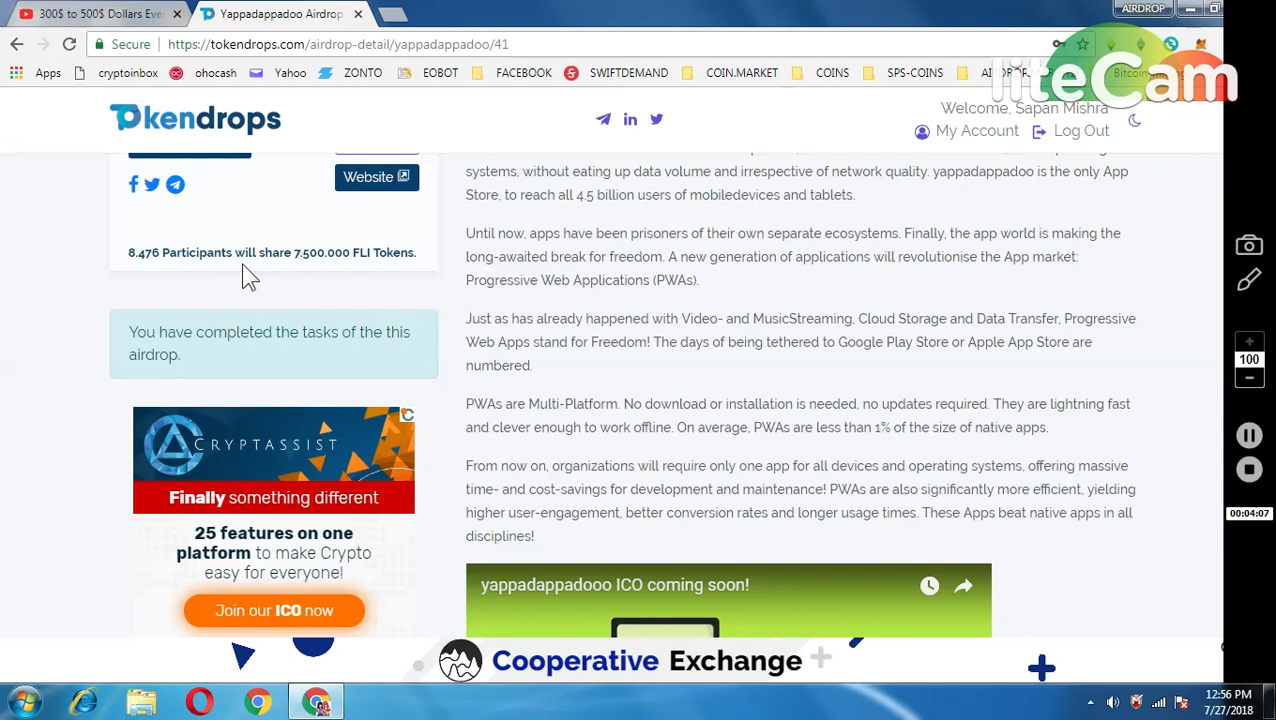 300$ to 500$ Dollars Eve
Yappadappadoo Airdrop
AIRDROP
Secure
https://tokendrops.com/airdrop-detail/yappadappadoo/41
Apps
cryptoinbox
ohocash
Yahoo
EOBOT
FACEBOOK
SWIFTDEMAND
COIN.MARKET
COINS
SPS-COINS
liteCam
Tokendrops
Welcome, Sapan Mishra
My Account
Log Out
Website
systems, without eating up data volume and irrespective of network quality. yappadappadoo is the only App
Store, to reach all 4.5 billion users of mobiledevices and tablets.
8.476 Participants will share 7.500.000 FLI Tokens.
Until now, apps have been prisoners of their own separate ecosystems. Finally, the app world is making the
long-awaited break for freedom. A new generation of applications will revolutionise the App market:
Progressive Web Applications (PWAs).
You have completed the tasks of the this
airdrop.
Just as has already happened with Video- and MusicStreaming, Cloud Storage and Data Transfer, Progressive
Web Apps stand for Freedom! The days of being tethered to Google Play Store or Apple App Store are
numbered.
PWAs are Multi-Platform. No download or installation is needed, no updates required. They are lightning fast
and clever enough to work offline. On average, PWAs are less than 1% of the size of native apps.
CRYPTASSIST
Finally something different
25 features on one
platform to make Crypto
easy for everyone!
Join our ICO now
From now on, organizations will require only one app for all devices and operating systems, offering massive
time- and cost-savings for development and maintenance! PWAs are also significantly more efficient, yielding
higher user-engagement, better conversion rates and longer usage times. These Apps beat native apps in all
disciplines!
yappadappadooo ICO coming soon!
Cooperative Exchange
100
00:04:07
12:56 PM
7/27/2018